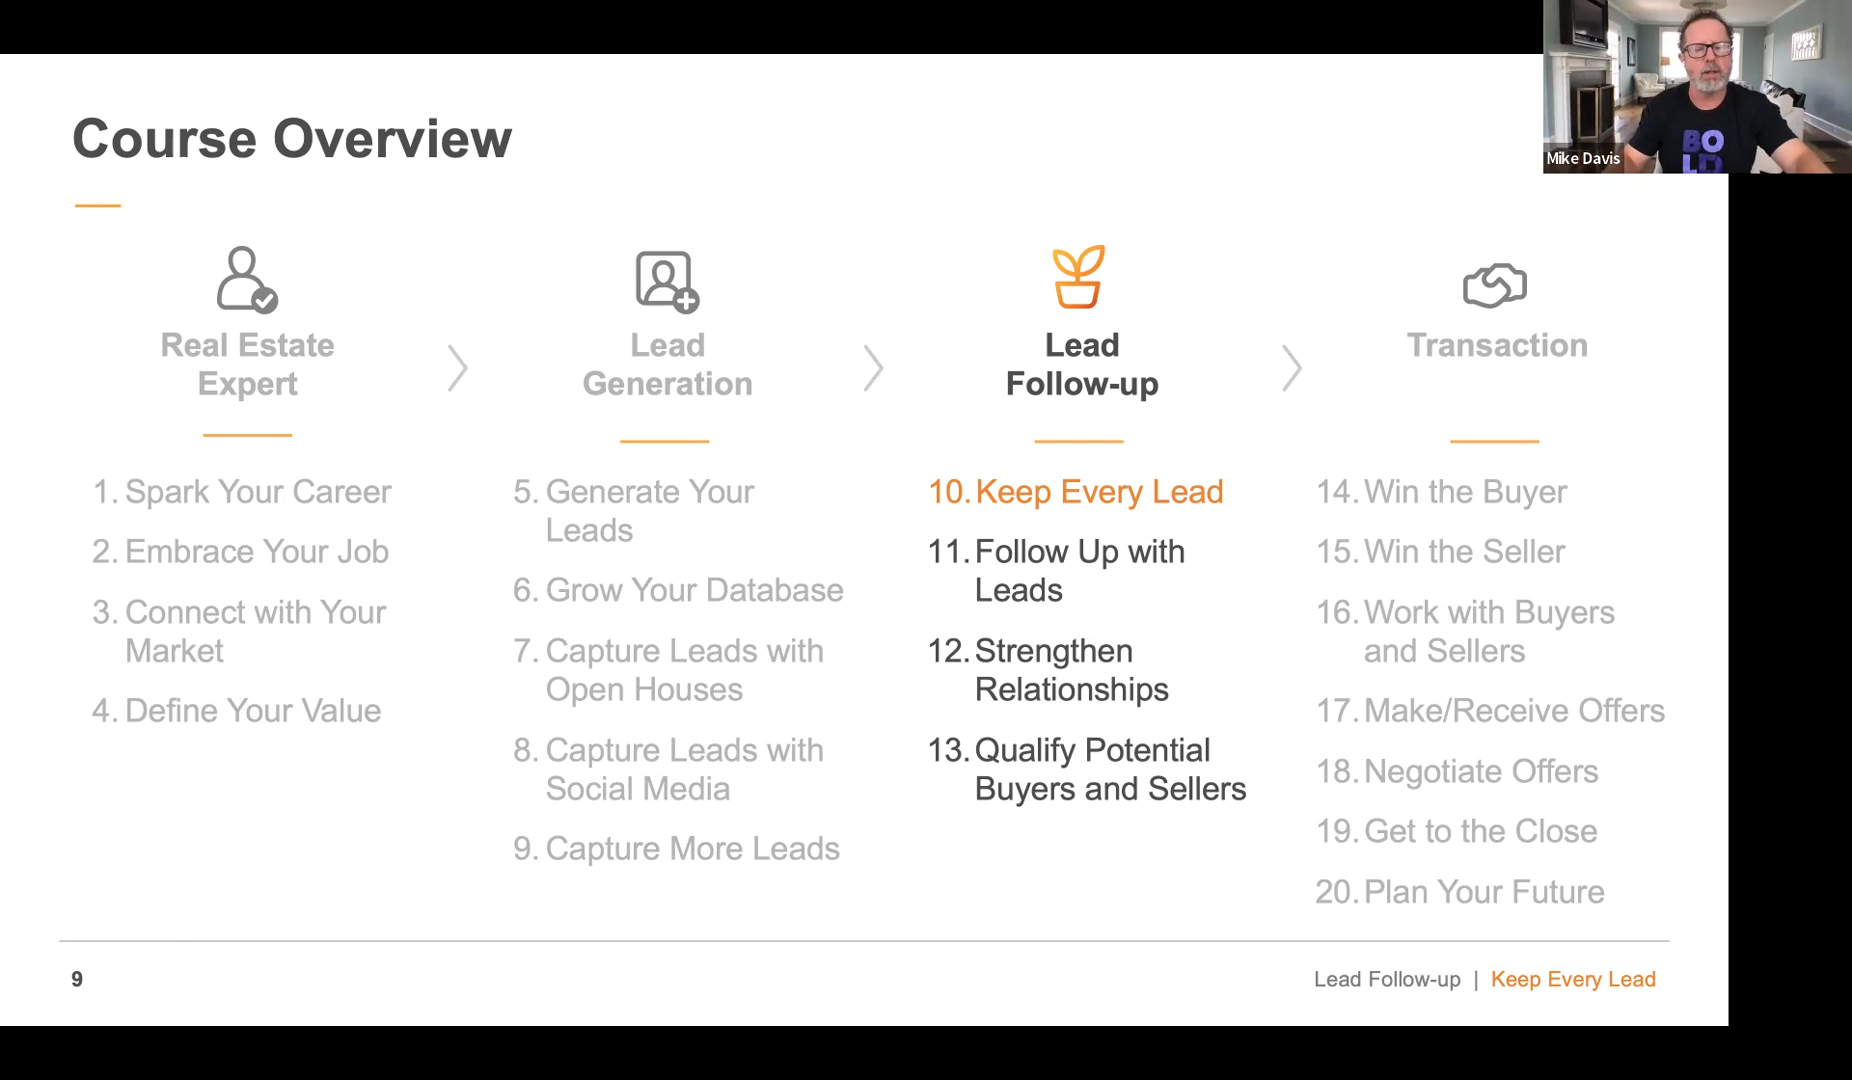 Course Overview
BO
LD
Mike Davis
Real Estate
Expert
1. Spark Your Career
2. Embrace Your Job
3. Connect with Your
Market
4. Define Your Value
Lead
Generation
5. Generate Your
Leads
6. Grow Your Database
7. Capture Leads with
Open Houses
8. Capture Leads with
Social Media
9. Capture More Leads
Lead
Follow-up
10. Keep Every Lead
11. Follow Up with
Leads
12. Strengthen
Relationships
13. Qualify Potential
Buyers and Sellers
Transaction
14. Win the Buyer
15. Win the Seller
16. Work with Buyers
and Sellers
17. Make/Receive Offers
18. Negotiate Offers
19. Get to the Close
20. Plan Your Future
9
Lead Follow-up | Keep Every Lead